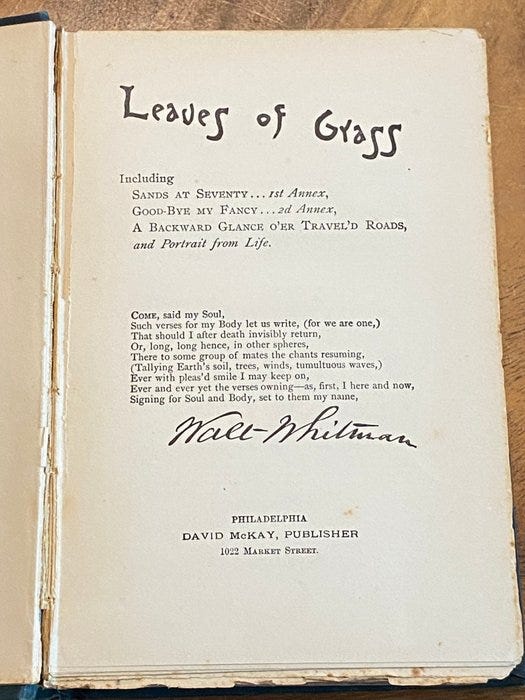 Leaves of Grass
Including
SANDS AT SEVENTY... 1st Annex,
GOOD-BYE MY FANCY... 2d Annex,
A BACKWARD GLANCE O'ER TRAVEL'D ROADS,
and Portrait from Life.
COME, said my Soul,
Such verses for my Body let us write, (for we are one,)
That should I after death invisibly return,
Or, long, long hence, in other spheres,
There to some group of mates the chants resuming,
(Tallying Earth's soil, trees, winds, tumultuous waves,)
Ever with pleas'd smile I may keep on,
Ever and ever yet the verses owning—as, first, I here and now,
Signing for Soul and Body, set to them my name,
Walt Whitman
PHILADELPHIA
DAVID McKAY, PUBLISHER
1022 MARKET STREET.